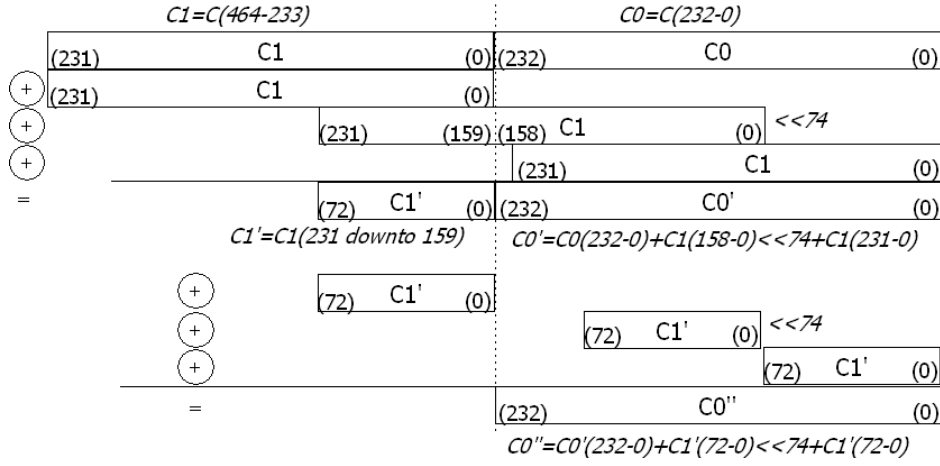 C1=C(464-233) C0=C(232-0)
(231) C1 (0) (232) C0 (0)
+ (231) C1 (0)
+ (231) (159) (158) C1 (0) <<74
+ (231) C1 (0)
= (72) C1' (0) (232) C0' (0)
C1'=C1(231 downto 159) C0'=C0(232-0)+C1(158-0)<<74+C1(231-0)
+ (72) C1' (0)
+ (72) C1' (0) <<74
+ (72) C1' (0)
= (232) C0'' (0)
C0''=C0'(232-0)+C1'(72-0)<<74+C1'(72-0)